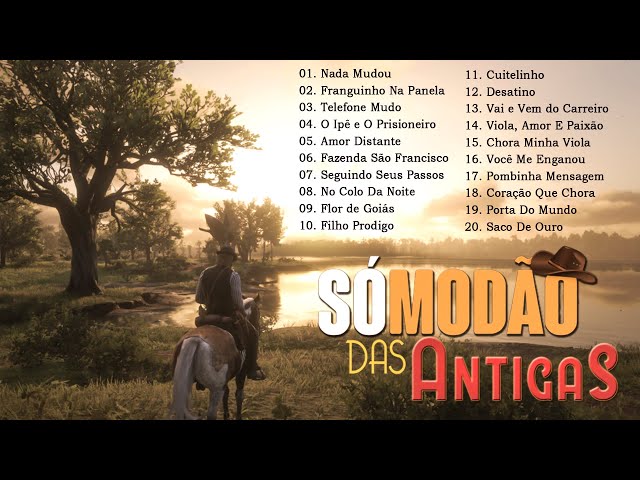 01. Nada Mudou
02. Franguinho Na Panela
03. Telefone Mudo
04. O Ipê e O Prisioneiro
05. Amor Distante
06. Fazenda São Francisco
07. Seguindo Seus Passos
08. No Colo Da Noite
09. Flor de Goiás
10. Filho Prodigo
11. Cuitelinho
12. Desatino
13. Vai e Vem do Carreiro
14. Viola, Amor E Paixão
15. Chora Minha Viola
16. Você Me Enganou
17. Pombinha Mensagem
18. Coração Que Chora
19. Porta Do Mundo
20. Saco De Ouro
SÓ MODÃO
DAS ANTIGAS